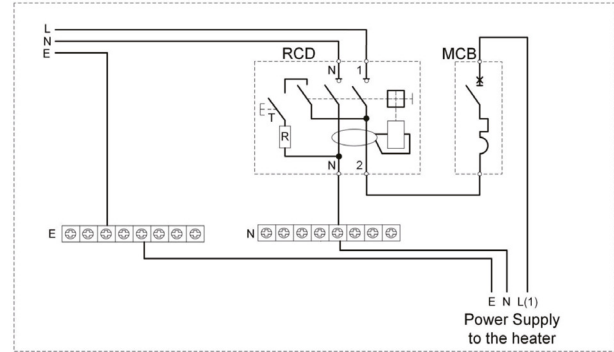 L
N
E
RCD
MCB
N 1
T
R
N 2
E
N
E N L(1)
Power Supply
to the heater